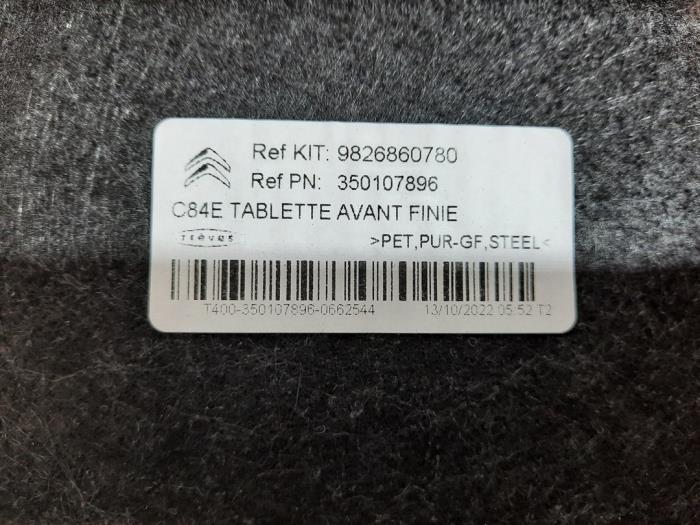 Ref KIT: 9826860780
Ref PN: 350107896
C84E TABLETTE AVANT FINIE
TREVES
>PET,PUR-GF,STEEL<
T400-350107896-0662544 13/10/2022 05:52 T2